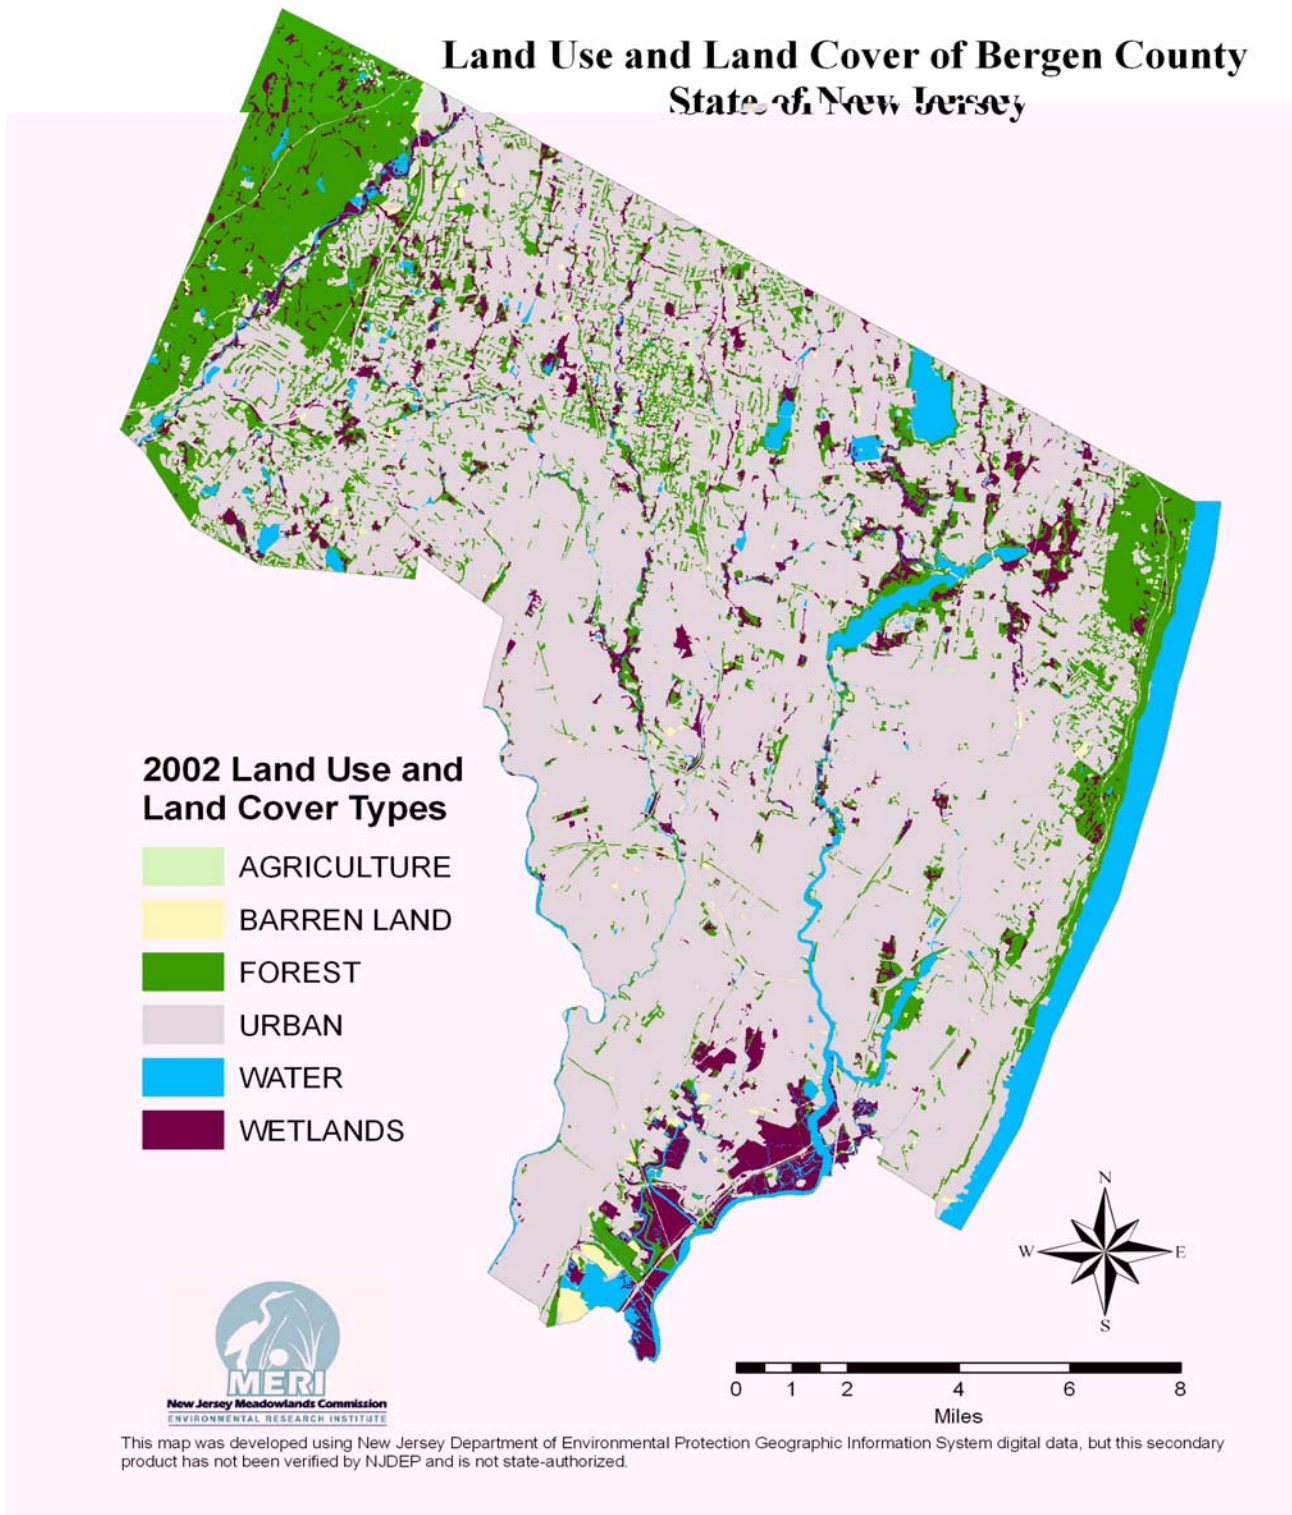 Land Use and Land Cover of Bergen County
State of New Jersey
2002 Land Use and
Land Cover Types
AGRICULTURE
BARREN LAND
FOREST
URBAN
WATER
WETLANDS
N
W
E
S
MERI
New Jersey Meadowlands Commission
ENVIRONMENTAL RESEARCH INSTITUTE
0 1 2 4 6 8
Miles
This map was developed using New Jersey Department of Environmental Protection Geographic Information System digital data, but this secondary
product has not been verified by NJDEP and is not state-authorized.